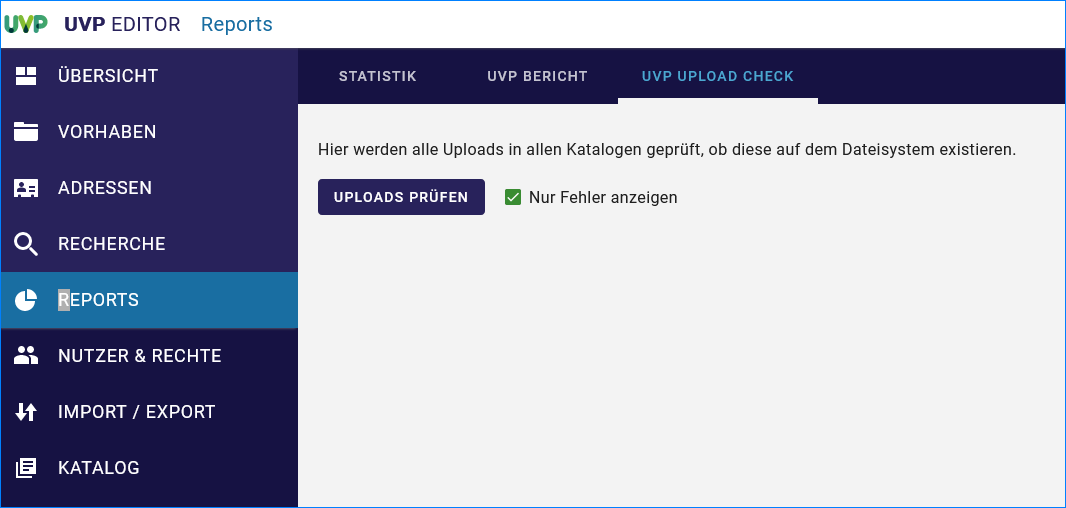 UVP UVP EDITOR Reports
ÜBERSICHT
VORHABEN
ADRESSEN
RECHERCHE
REPORTS
NUTZER & RECHTE
IMPORT / EXPORT
KATALOG
STATISTIK UVP BERICHT UVP UPLOAD CHECK
Hier werden alle Uploads in allen Katalogen geprüft, ob diese auf dem Dateisystem existieren.
UPLOADS PRÜFEN Nur Fehler anzeigen